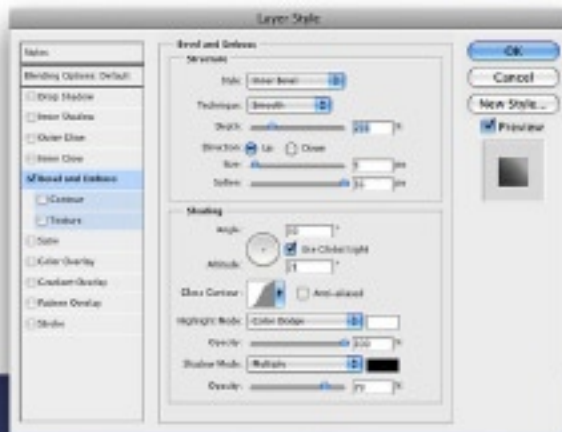 Layer Style
Styles
Blending Options: Default
Drop Shadow
Inner Shadow
Outer Glow
Inner Glow
Bevel and Emboss
Contour
Texture
Satin
Color Overlay
Gradient Overlay
Pattern Overlay
Stroke
Bevel and Emboss
Structure
Style: Inner Bevel
Technique: Smooth
Depth: %
Direction: Up Down
Size: px
Soften: px
Shading
Angle: °
Use Global Light
Altitude: °
Gloss Contour: Anti-aliased
Highlight Mode: Color Dodge
Opacity: 100 %
Shadow Mode: Multiply
Opacity: %
OK
Cancel
New Style...
Preview